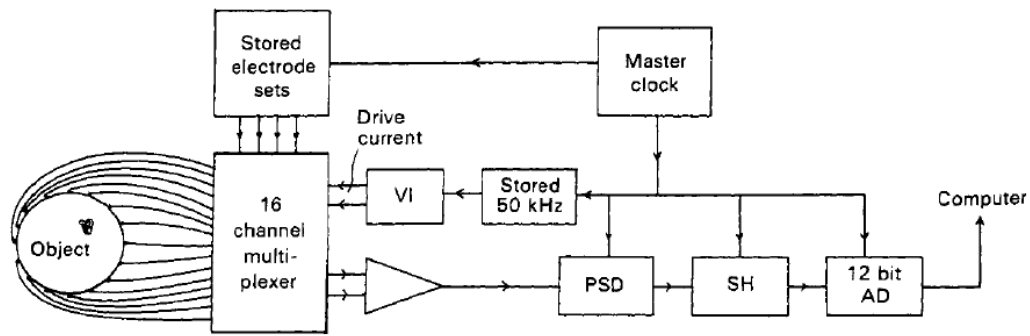 Stored
electrode
sets
Master
clock
Drive
current
16
channel
multi-
plexer
VI
Stored
50 kHz
Computer
Object
PSD
SH
12 bit
AD